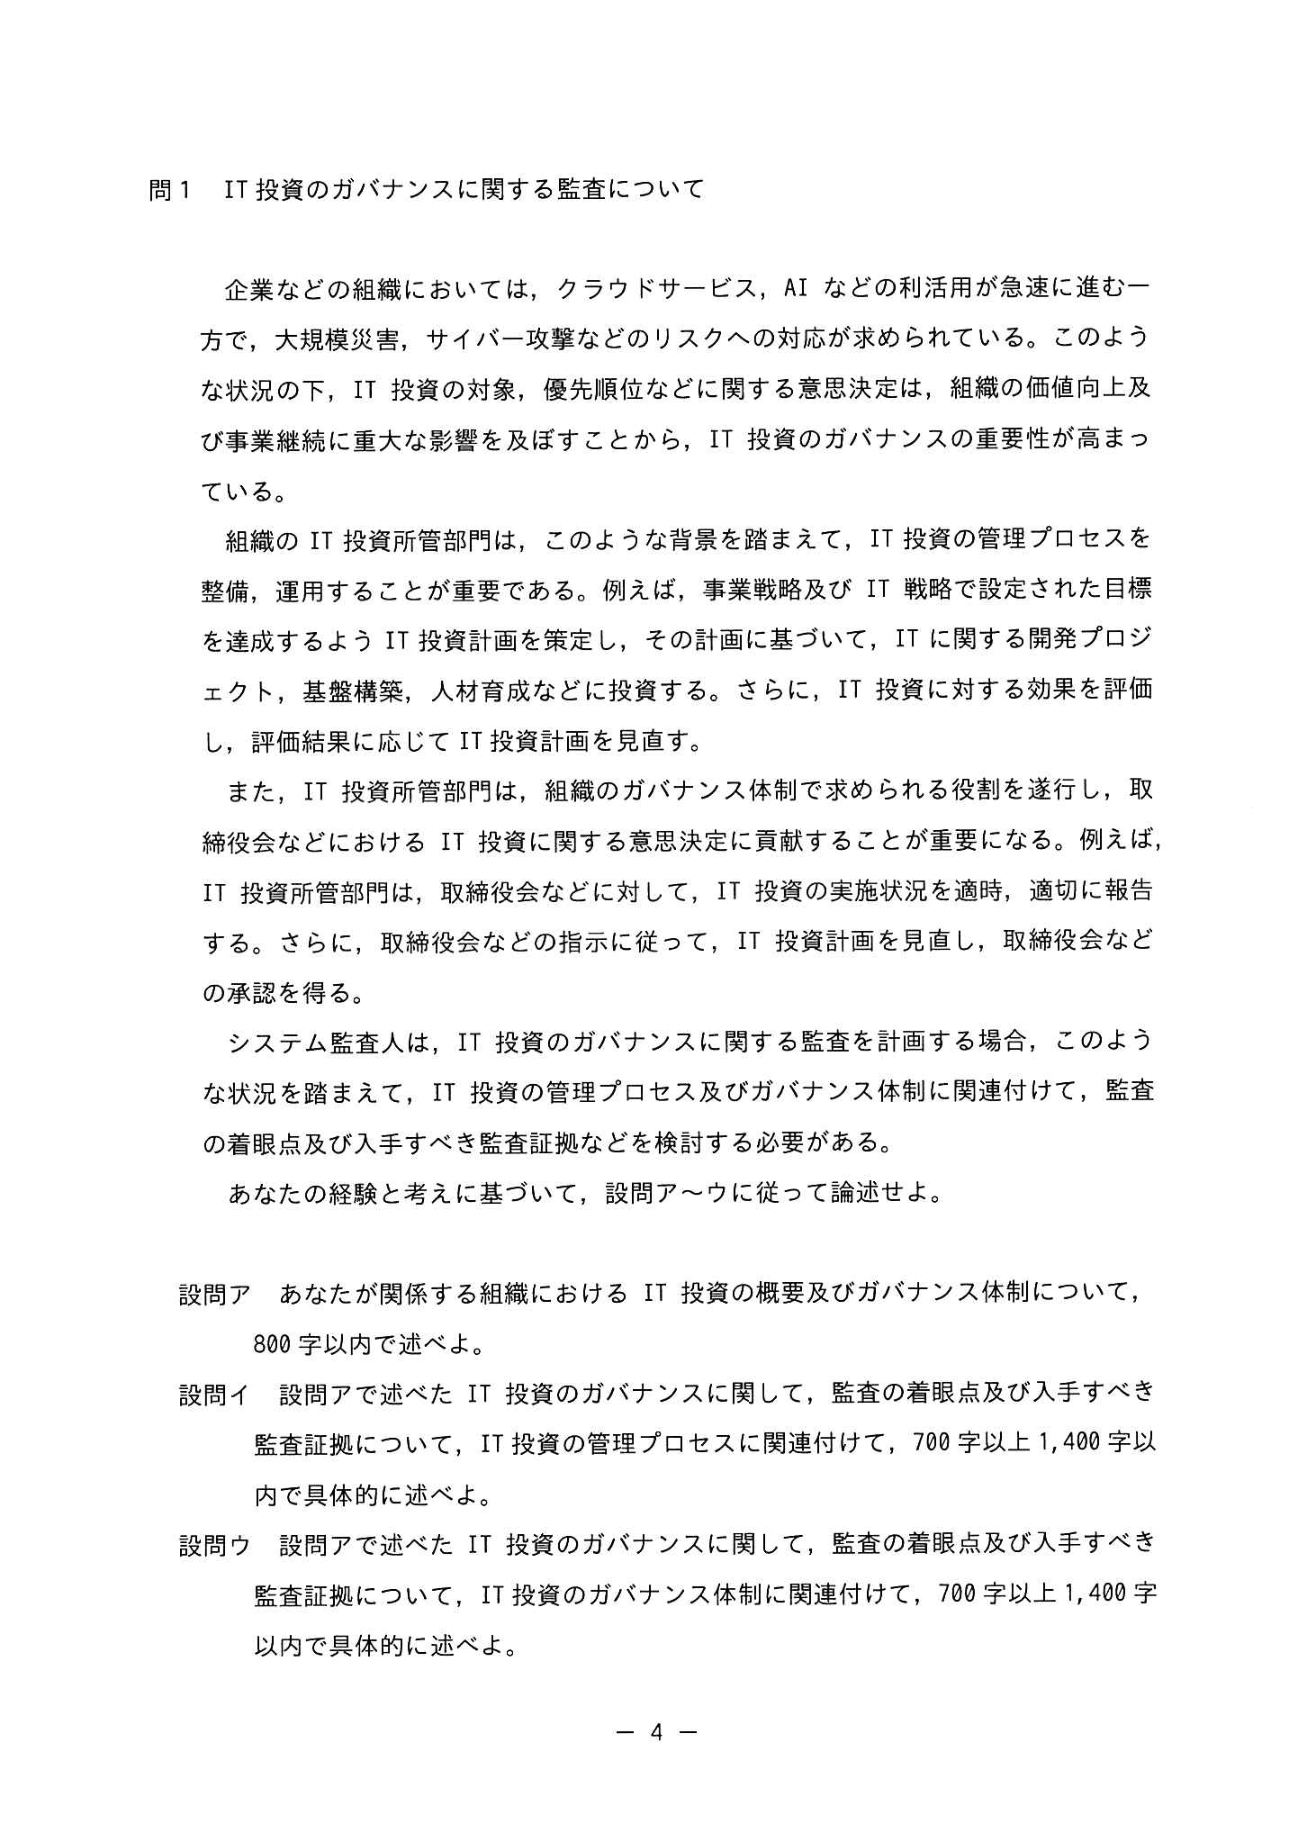 問1　IT 投資のガバナンスに関する監査について
企業などの組織においては，クラウドサービス，AI などの利活用が急速に進む一
方で，大規模災害，サイバー攻撃などのリスクへの対応が求められている。このよう
な状況の下，IT 投資の対象，優先順位などに関する意思決定は，組織の価値向上及
び事業継続に重大な影響を及ぼすことから，IT 投資のガバナンスの重要性が高まっ
ている。
組織の IT 投資所管部門は，このような背景を踏まえて，IT 投資の管理プロセスを
整備，運用することが重要である。例えば，事業戦略及び IT 戦略で設定された目標
を達成するよう IT 投資計画を策定し，その計画に基づいて，IT に関する開発プロジ
ェクト，基盤構築，人材育成などに投資する。さらに，IT 投資に対する効果を評価
し，評価結果に応じて IT 投資計画を見直す。
また，IT 投資所管部門は，組織のガバナンス体制で求められる役割を遂行し，取
締役会などにおける IT 投資に関する意思決定に貢献することが重要になる。例えば，
IT 投資所管部門は，取締役会などに対して，IT 投資の実施状況を適時，適切に報告
する。さらに，取締役会などの指示に従って，IT 投資計画を見直し，取締役会など
の承認を得る。
システム監査人は，IT 投資のガバナンスに関する監査を計画する場合，このよう
な状況を踏まえて，IT 投資の管理プロセス及びガバナンス体制に関連付けて，監査
の着眼点及び入手すべき監査証拠などを検討する必要がある。
あなたの経験と考えに基づいて，設問ア〜ウに従って論述せよ。
設問ア　あなたが関係する組織における IT 投資の概要及びガバナンス体制について，
800 字以内で述べよ。
設問イ　設問アで述べた IT 投資のガバナンスに関して，監査の着眼点及び入手すべき
監査証拠について，IT 投資の管理プロセスに関連付けて，700 字以上 1,400 字以
内で具体的に述べよ。
設問ウ　設問アで述べた IT 投資のガバナンスに関して，監査の着眼点及び入手すべき
監査証拠について，IT 投資のガバナンス体制に関連付けて，700 字以上 1,400 字
以内で具体的に述べよ。
－ 4 －